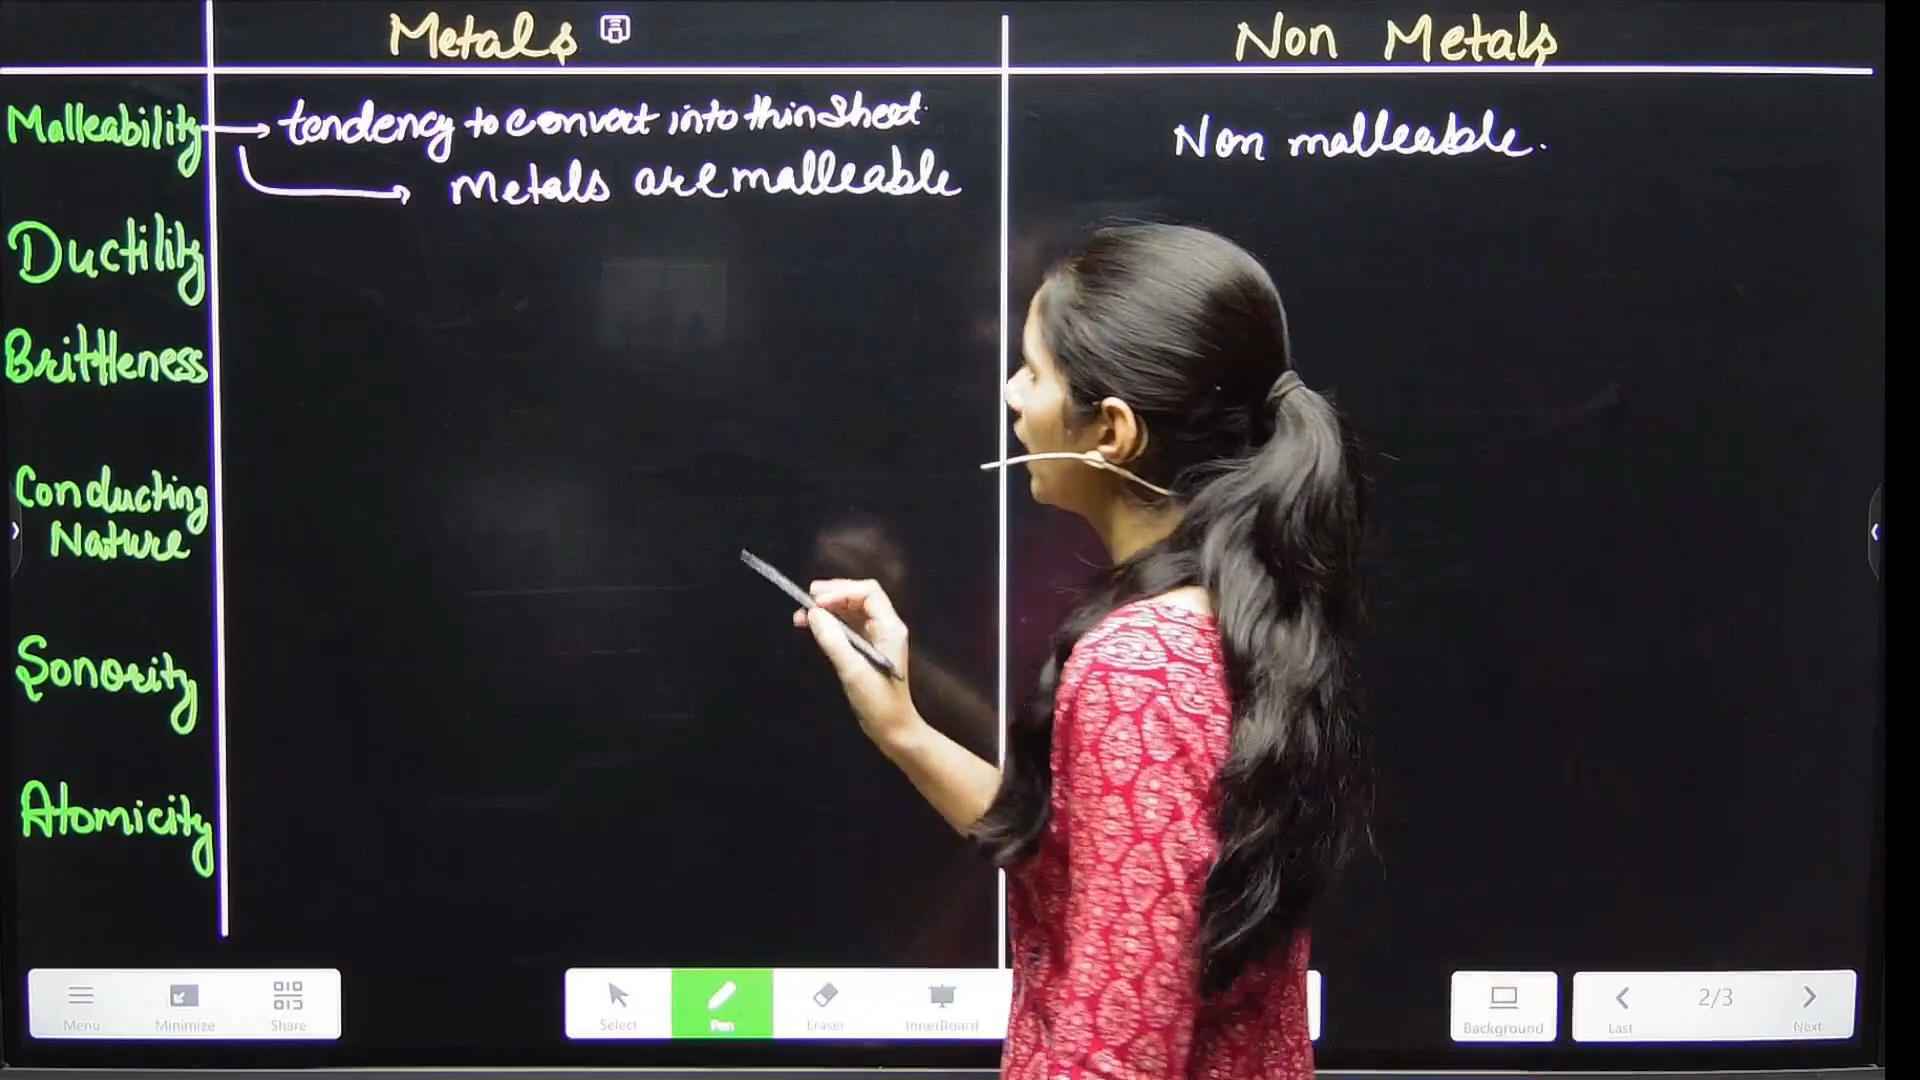 Metals
Non Metals
Malleability → tendency to convert into thin sheet.
→ Metals are malleable
Non malleable.
Ductility
Brittleness
Conducting
Nature
Sonority
Atomicity
Menu
Minimize
Share
Select
Pen
Eraser
InnerBoard
Background
Last
2/3
Next